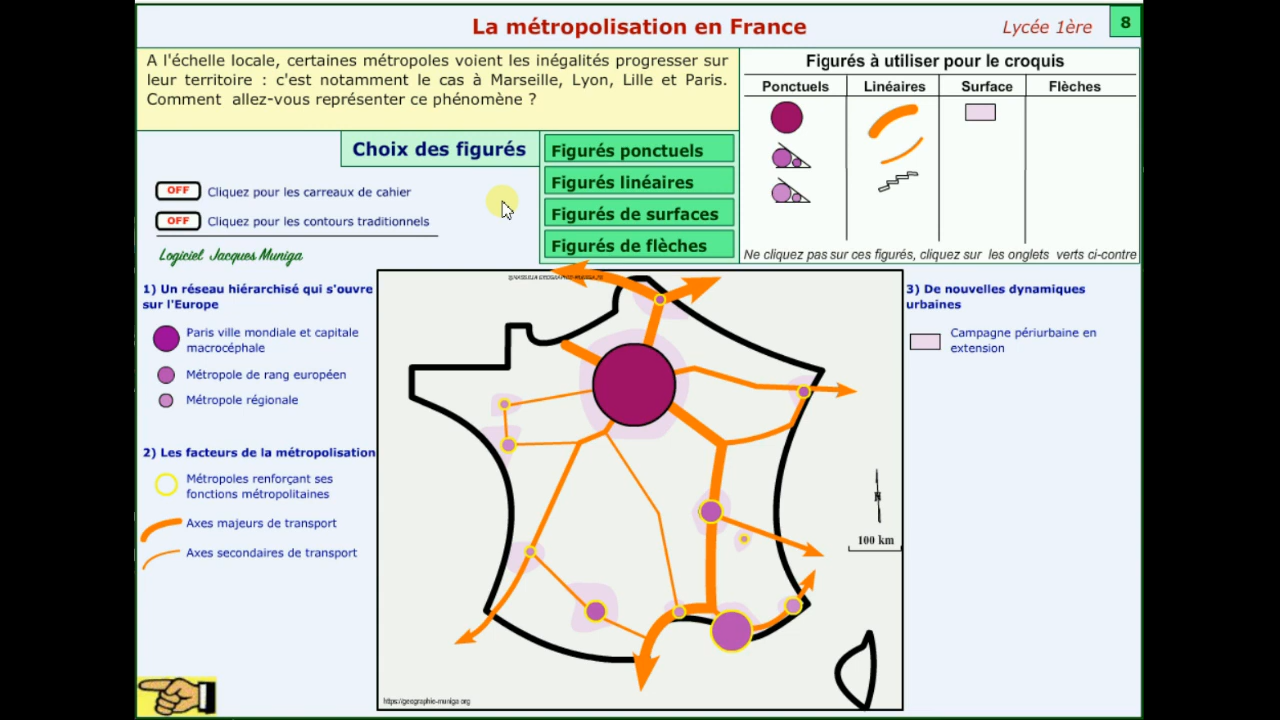 La métropolisation en France
Lycée 1ère
8
A l'échelle locale, certaines métropoles voient les inégalités progresser sur
leur territoire : c'est notamment le cas à Marseille, Lyon, Lille et Paris.
Comment allez-vous représenter ce phénomène ?
Figurés à utiliser pour le croquis
Ponctuels
Linéaires
Surface
Flèches
Choix des figurés
Figurés ponctuels
Figurés linéaires
Figurés de surfaces
Figurés de flèches
OFF
Cliquez pour les carreaux de cahier
OFF
Cliquez pour les contours traditionnels
Logiciel Jacques Muniga
Ne cliquez pas sur ces figurés, cliquez sur les onglets verts ci-contre
1) Un réseau hiérarchisé qui s'ouvre
sur l'Europe
Paris ville mondiale et capitale
macrocéphale
Métropole de rang européen
Métropole régionale
2) Les facteurs de la métropolisation
Métropoles renforçant ses
fonctions métropolitaines
Axes majeurs de transport
Axes secondaires de transport
N
100 km
https://geographie-muniga.org
3) De nouvelles dynamiques
urbaines
Campagne périurbaine en
extension